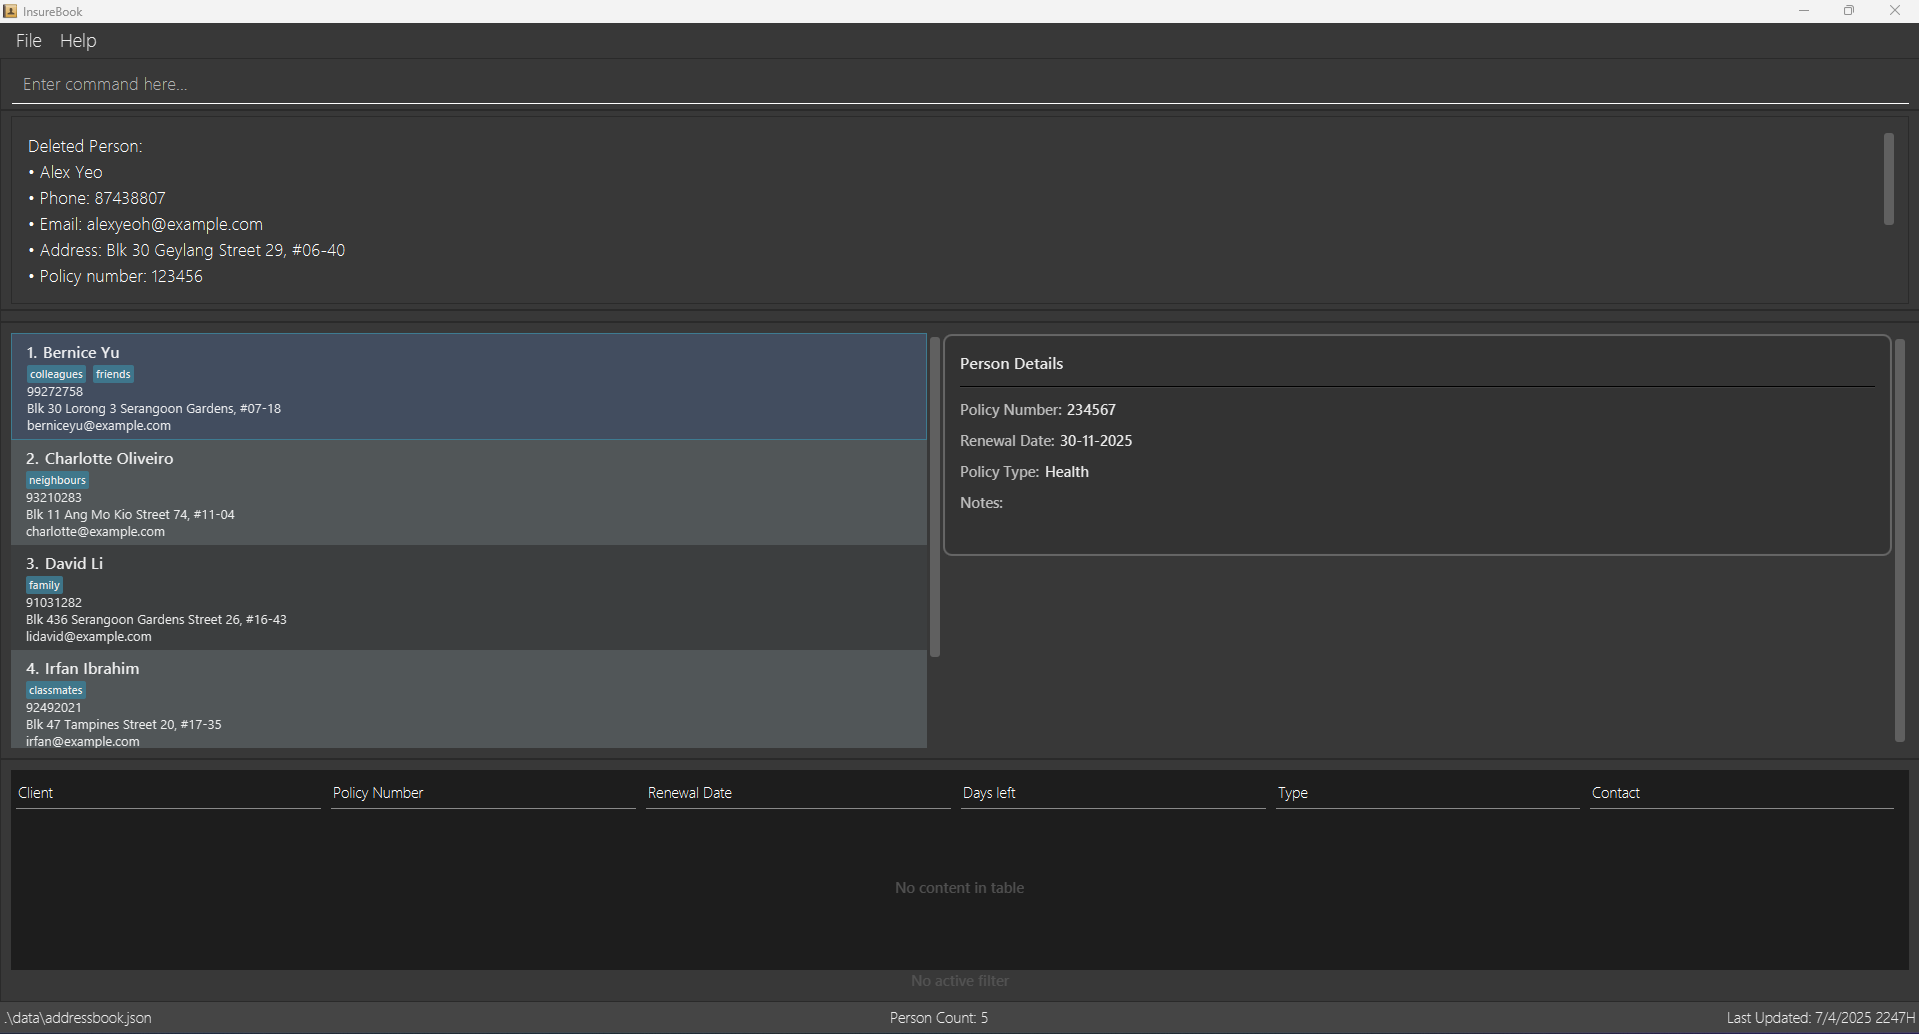 InsureBook
File Help
Enter command here...
Deleted Person:
• Alex Yeo
• Phone: 87438807
• Email: alexyeoh@example.com
• Address: Blk 30 Geylang Street 29, #06-40
• Policy number: 123456
1. Bernice Yu
colleagues friends
99272758
Blk 30 Lorong 3 Serangoon Gardens, #07-18
berniceyu@example.com
2. Charlotte Oliveiro
neighbours
93210283
Blk 11 Ang Mo Kio Street 74, #11-04
charlotte@example.com
3. David Li
family
91031282
Blk 436 Serangoon Gardens Street 26, #16-43
lidavid@example.com
4. Irfan Ibrahim
classmates
92492021
Blk 47 Tampines Street 20, #17-35
irfan@example.com
Person Details
Policy Number: 234567
Renewal Date: 30-11-2025
Policy Type: Health
Notes:
Client Policy Number Renewal Date Days left Type Contact
No content in table
No active filter
.\data\addressbook.json Person Count: 5 Last Updated: 7/4/2025 2247H